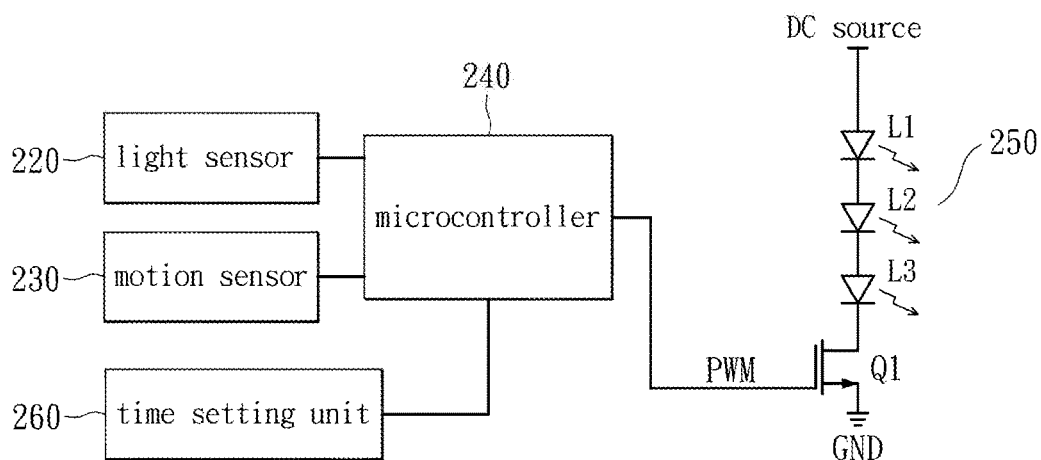 DC source
240
220
light sensor
L1
250
microcontroller
L2
230
motion sensor
L3
PWM
Q1
260
time setting unit
GND